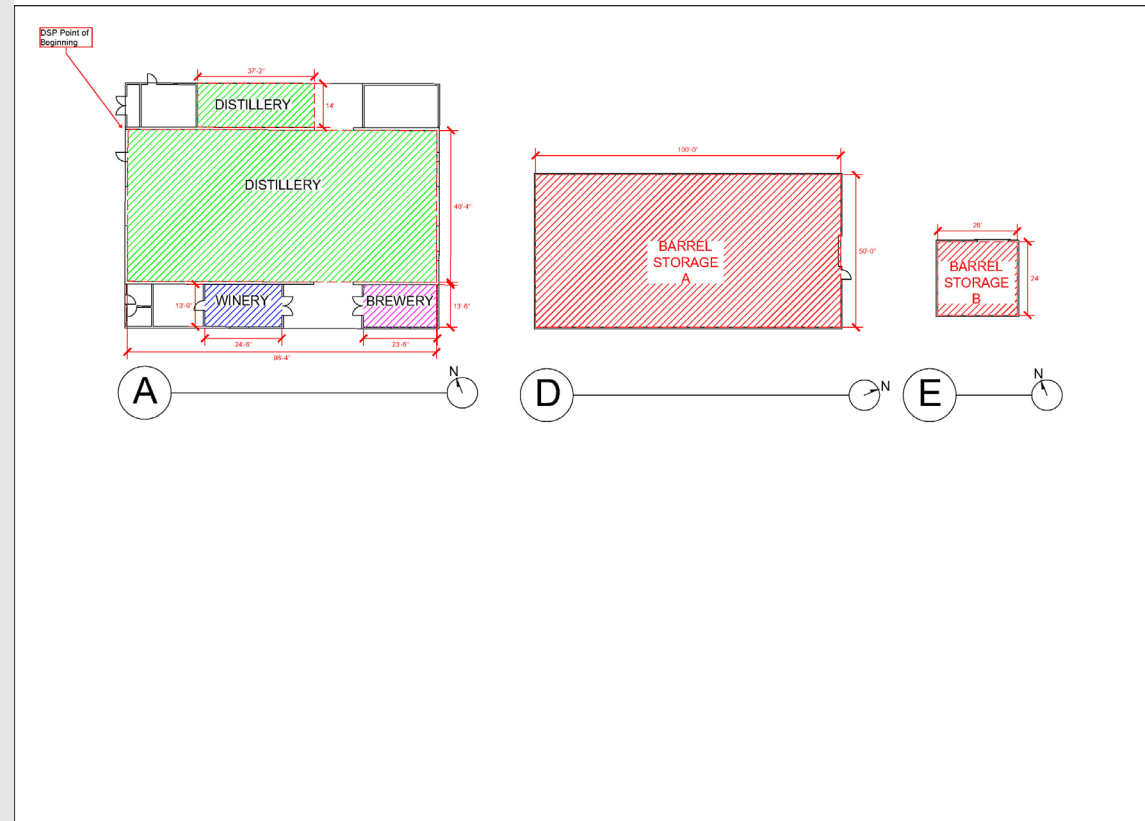 DSP Point of
Beginning
37'-2"
DISTILLERY
14'
DISTILLERY
48'-4"
13'-6"
WINERY
BREWERY
13'-6"
24'-6"
23'-6"
98'-4"
A
N
100'-0"
BARREL
STORAGE
A
50'-0"
D
N
28'
BARREL
STORAGE
B
24'
E
N